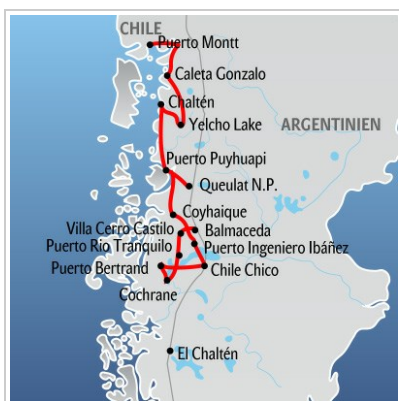 CHILE
Puerto Montt
Caleta Gonzalo
Chaltén
Yelcho Lake
ARGENTINIEN
Puerto Puyhuapi
Queulat N.P.
Coyhaique
Villa Cerro Castilo
Balmaceda
Puerto Rio Tranquilo
Puerto Ingeniero Ibáñez
Puerto Bertrand
Chile Chico
Cochrane
El Chaltén